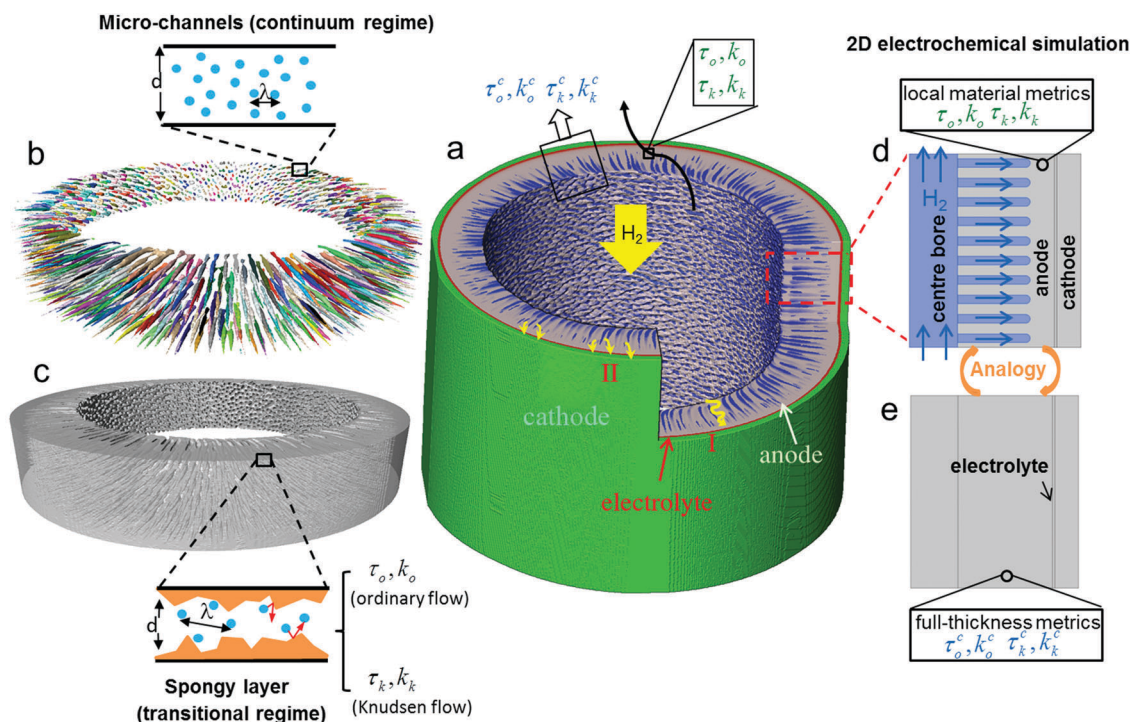 Micro-channels (continuum regime)
d
λ
b
c
d
λ
τₒ, kₒ
(ordinary flow)
τₖ, kₖ
(Knudsen flow)
Spongy layer
(transitional regime)
a
τₒᶜ, kₒᶜ τₖᶜ, kₖᶜ
τₒ, kₒ
τₖ, kₖ
H₂
II
cathode
I
anode
electrolyte
2D electrochemical simulation
local material metrics
τₒ, kₒ τₖ, kₖ
d
H₂
centre bore
anode
cathode
Analogy
e
electrolyte
full-thickness metrics
τₒᶜ, kₒᶜ τₖᶜ, kₖᶜ